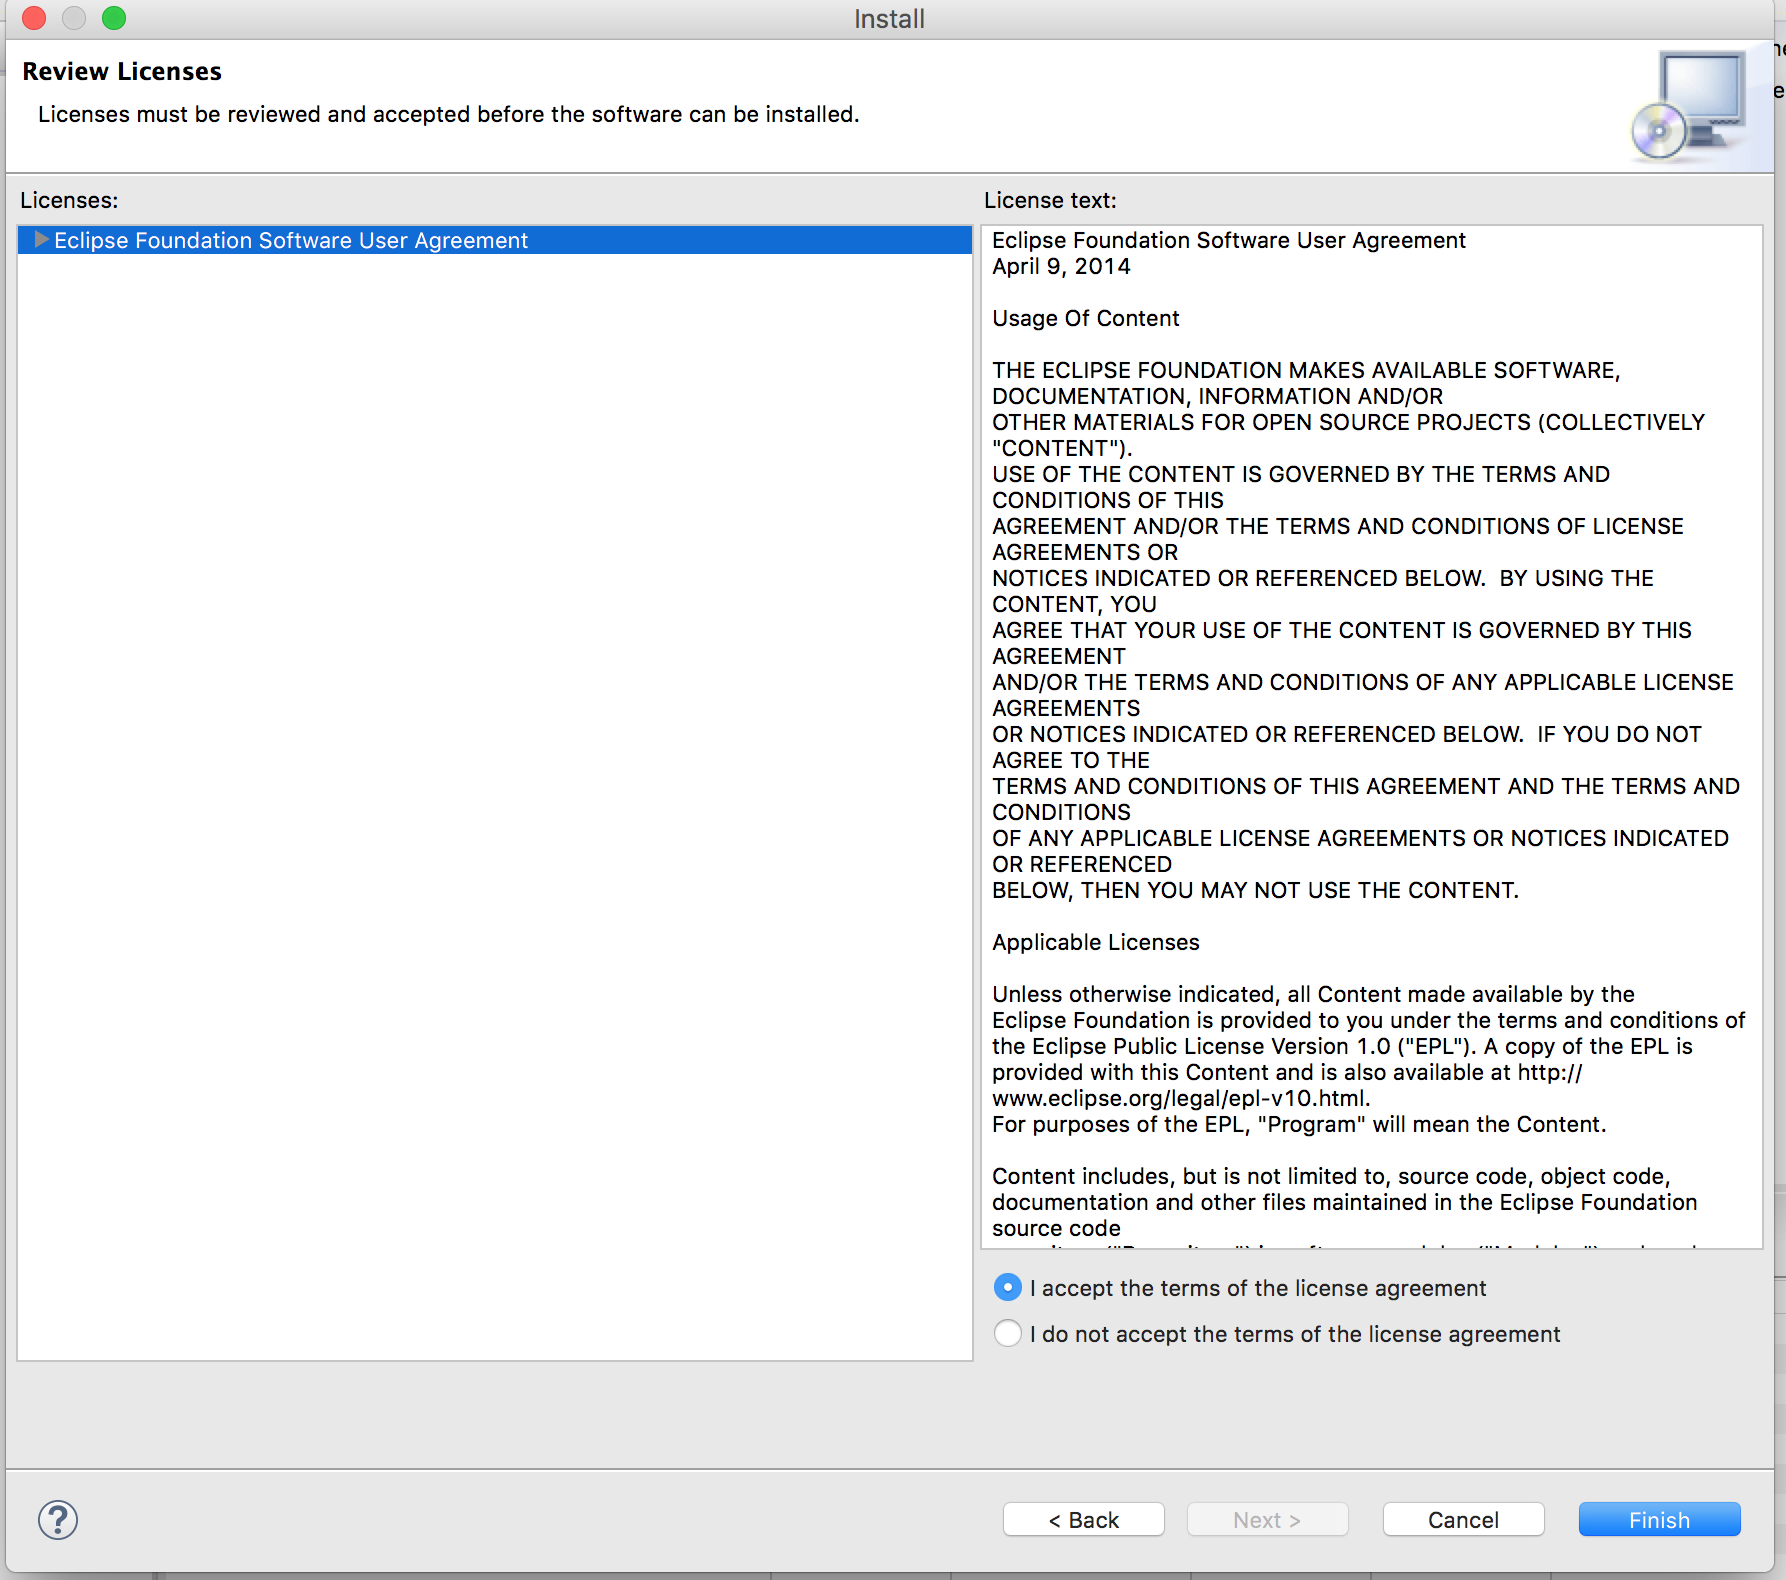 Install
Review Licenses
Licenses must be reviewed and accepted before the software can be installed.
Licenses:
Eclipse Foundation Software User Agreement
License text:
Eclipse Foundation Software User Agreement
April 9, 2014
Usage Of Content
THE ECLIPSE FOUNDATION MAKES AVAILABLE SOFTWARE,
DOCUMENTATION, INFORMATION AND/OR
OTHER MATERIALS FOR OPEN SOURCE PROJECTS (COLLECTIVELY
"CONTENT").
USE OF THE CONTENT IS GOVERNED BY THE TERMS AND
CONDITIONS OF THIS
AGREEMENT AND/OR THE TERMS AND CONDITIONS OF LICENSE
AGREEMENTS OR
NOTICES INDICATED OR REFERENCED BELOW.  BY USING THE
CONTENT, YOU
AGREE THAT YOUR USE OF THE CONTENT IS GOVERNED BY THIS
AGREEMENT
AND/OR THE TERMS AND CONDITIONS OF ANY APPLICABLE LICENSE
AGREEMENTS
OR NOTICES INDICATED OR REFERENCED BELOW.  IF YOU DO NOT
AGREE TO THE
TERMS AND CONDITIONS OF THIS AGREEMENT AND THE TERMS AND
CONDITIONS
OF ANY APPLICABLE LICENSE AGREEMENTS OR NOTICES INDICATED
OR REFERENCED
BELOW, THEN YOU MAY NOT USE THE CONTENT.
Applicable Licenses
Unless otherwise indicated, all Content made available by the
Eclipse Foundation is provided to you under the terms and conditions of
the Eclipse Public License Version 1.0 ("EPL"). A copy of the EPL is
provided with this Content and is also available at http://
www.eclipse.org/legal/epl-v10.html.
For purposes of the EPL, "Program" will mean the Content.
Content includes, but is not limited to, source code, object code,
documentation and other files maintained in the Eclipse Foundation
source code
I accept the terms of the license agreement
I do not accept the terms of the license agreement
?
< Back
Next >
Cancel
Finish